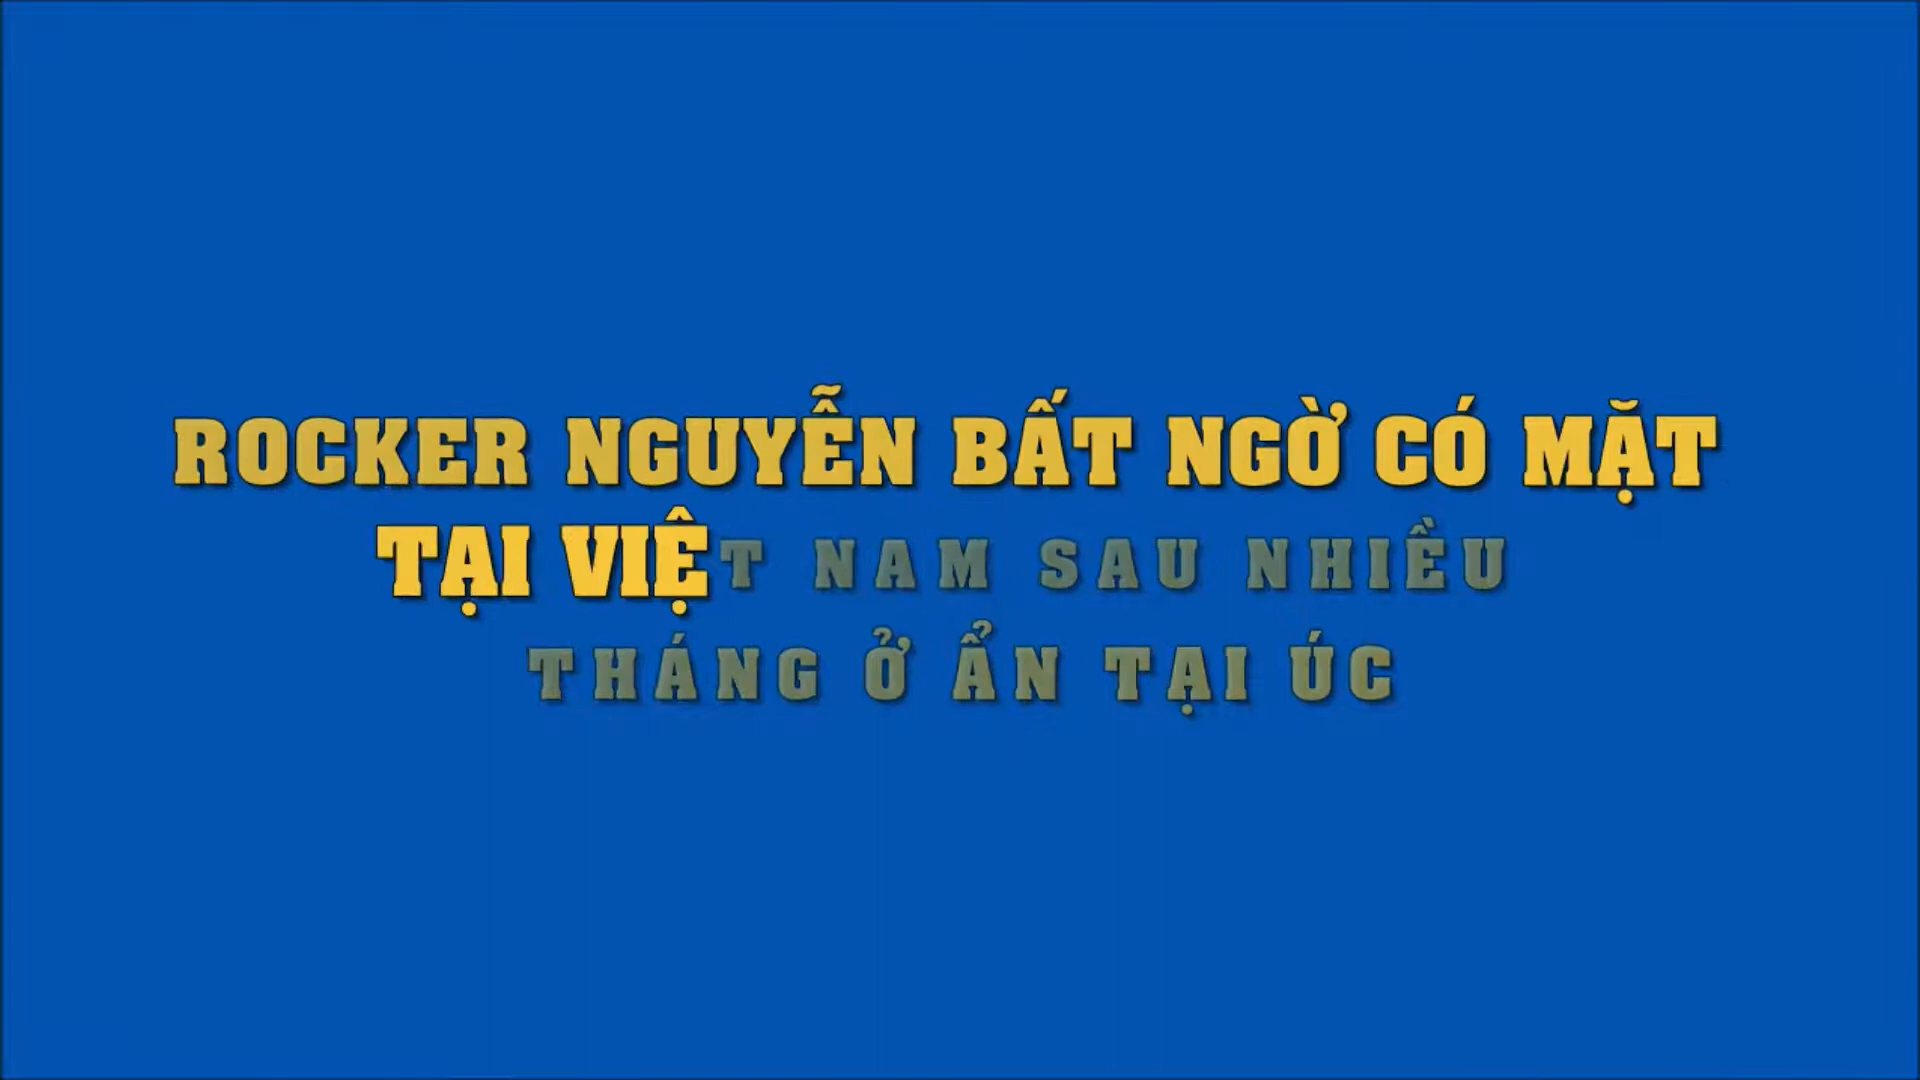 ROCKER NGUYỄN BẤT NGỜ CÓ MẶT
TẠI VIỆT NAM SAU NHIỀU
THÁNG Ở ẨN TẠI ÚC